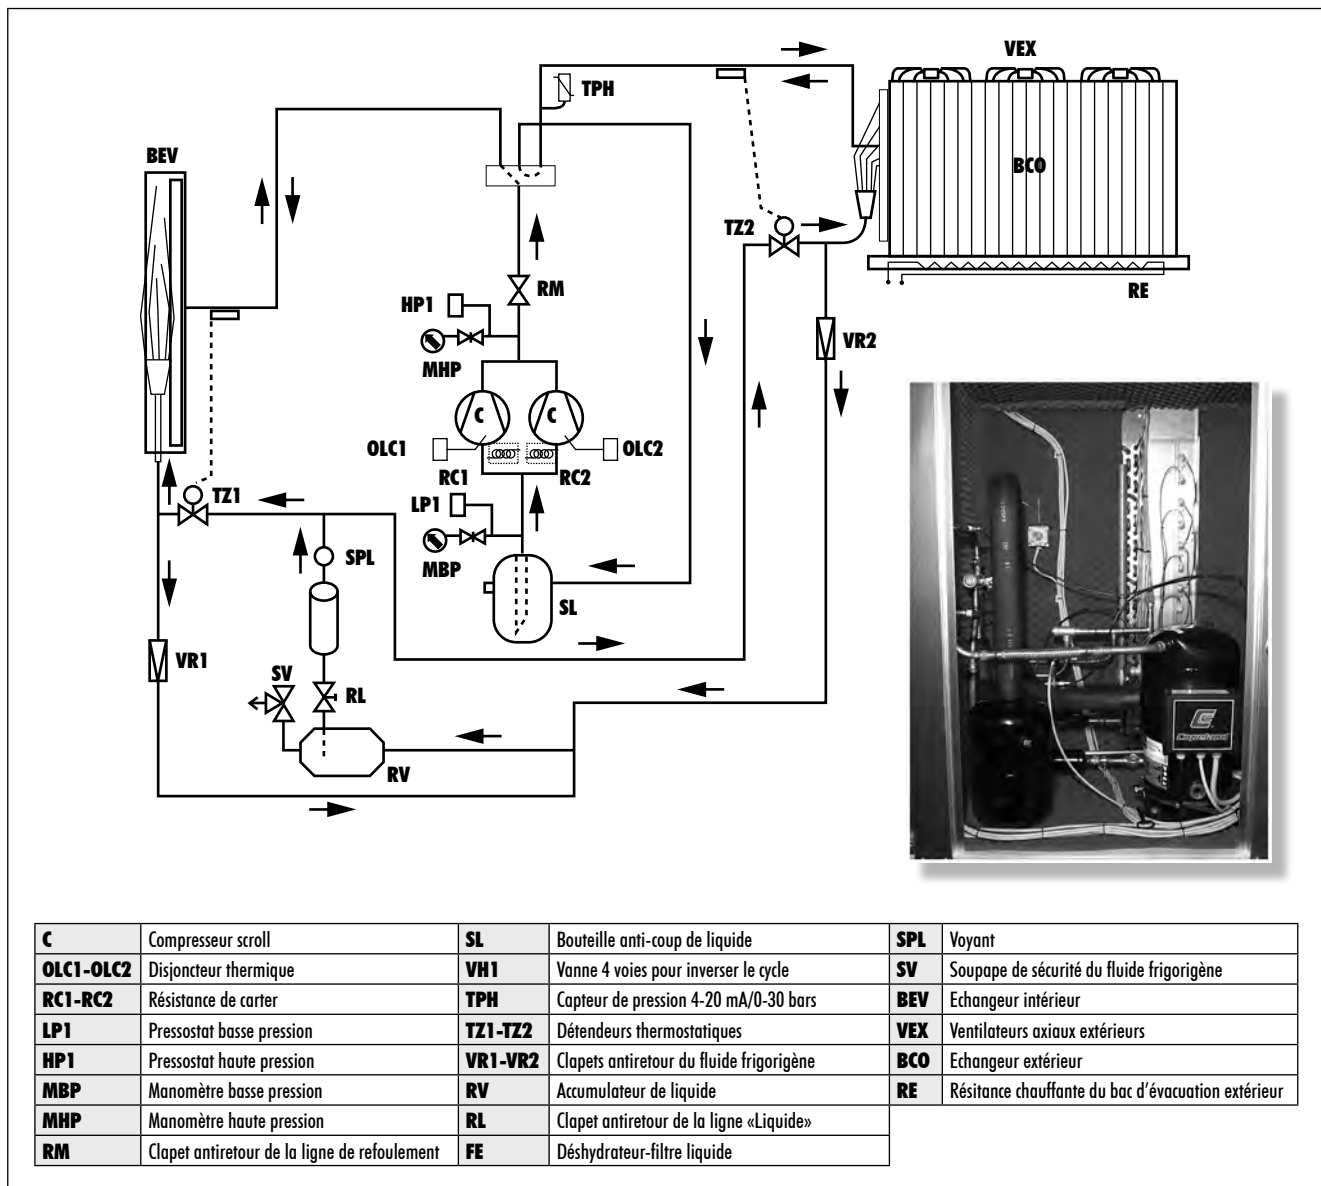 VEX
TPH
BEV
BCO
TZ2
RM
HP1
RE
VR2
MHP
C
C
OLC1
OLC2
RC1
RC2
TZ1
LP1
SPL
MBP
SL
VR1
SV
RL
RV
Copeland
C Compresseur scroll SL Bouteille anti-coup de liquide SPL Voyant
OLC1-OLC2 Disjoncteur thermique VH1 Vanne 4 voies pour inverser le cycle SV Soupape de sécurité du fluide frigorigène
RC1-RC2 Résistance de carter TPH Capteur de pression 4-20 mA/0-30 bars BEV Echangeur intérieur
LP1 Pressostat basse pression TZ1-TZ2 Détendeurs thermostatiques VEX Ventilateurs axiaux extérieurs
HP1 Pressostat haute pression VR1-VR2 Clapets antiretour du fluide frigorigène BCO Echangeur extérieur
MBP Manomètre basse pression RV Accumulateur de liquide RE Résitance chauffante du bac d'évacuation extérieur
MHP Manomètre haute pression RL Clapet antiretour de la ligne «Liquide»
RM Clapet antiretour de la ligne de refoulement FE Déshydrateur-filtre liquide